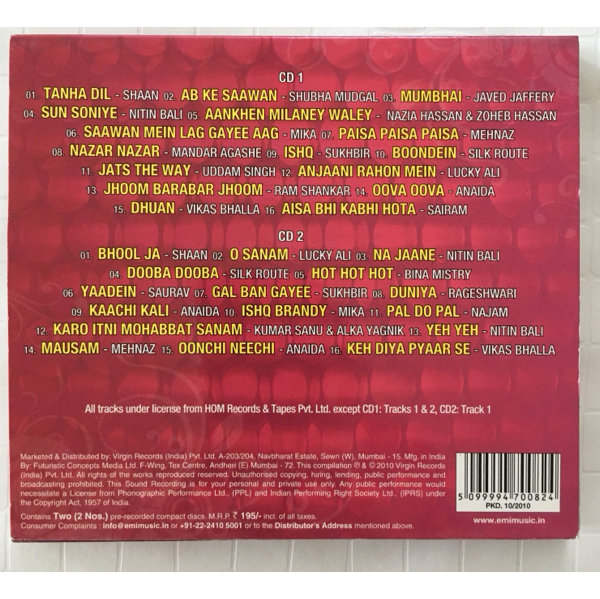 CD 1
01. TANHA DIL - SHAAN 02. AB KE SAAWAN - SHUBHA MUDGAL 03. MUMBHAI - JAVED JAFFERY
04. SUN SONIYE - NITIN BALI 05. AANKHEN MILANEY WALEY - NAZIA HASSAN & ZOHEB HASSAN
06. SAAWAN MEIN LAG GAYEE AAG - MIKA 07. PAISA PAISA PAISA - MEHNAZ
08. NAZAR NAZAR - MANDAR AGASHE 09. ISHQ - SUKHBIR 10. BOONDEIN - SILK ROUTE
11. JATS THE WAY - UDDAM SINGH 12. ANJAANI RAHON MEIN - LUCKY ALI
13. JHOOM BARABAR JHOOM - RAM SHANKAR 14. OOVA OOVA - ANAIDA
15. DHUAN - VIKAS BHALLA 16. AISA BHI KABHI HOTA - SAIRAM
CD 2
01. BHOOL JA - SHAAN 02. O SANAM - LUCKY ALI 03. NA JAANE - NITIN BALI
04. DOOBA DOOBA - SILK ROUTE 05. HOT HOT HOT - BINA MISTRY
06. YAADEIN - SAURAV 07. GAL BAN GAYEE - SUKHBIR 08. DUNIYA - RAGESHWARI
09. KAACHI KALI - ANAIDA 10. ISHQ BRANDY - MIKA 11. PAL DO PAL - NAJAM
12. KARO ITNI MOHABBAT SANAM - KUMAR SANU & ALKA YAGNIK 13. YEH YEH - NITIN BALI
14. MAUSAM - MEHNAZ 15. OONCHI NEECHI - ANAIDA 16. KEH DIYA PYAAR SE - VIKAS BHALLA
All tracks under license from HOM Records & Tapes Pvt. Ltd. except CD1: Tracks 1 & 2, CD2: Track 1
Marketed & Distributed by: Virgin Records (India) Pvt. Ltd. A-203/204, Navbharat Estate, Sewri (W), Mumbai - 15. Mfg. in India
By: Futuristic Concepts Media Ltd. F-Wing, Tex Centre, Andheri (E) Mumbai - 72. This compilation ℗ & © 2010 Virgin Records
(India) Pvt. Ltd. All rights of the work reproduced reserved. Unauthorised copying, hiring, lending, public performance and
broadcasting prohibited. This Sound Recording is for your personal and private use only. Any public performance would
necessitate a License from Phonographic Performance Ltd., (PPL) and Indian Performing Right Society Ltd., (IPRS) under
the Copyright Act, 1957 of India.
Contains Two (2 Nos.) pre-recorded compact discs. M.R.P. ₹ 195/- incl. of all taxes.
Consumer Complaints : info@emimusic.in or +91-22-2410 5001 or to the Distributor's Address mentioned above.
5 099994 700824
PKD. 10/2010
www.emimusic.in